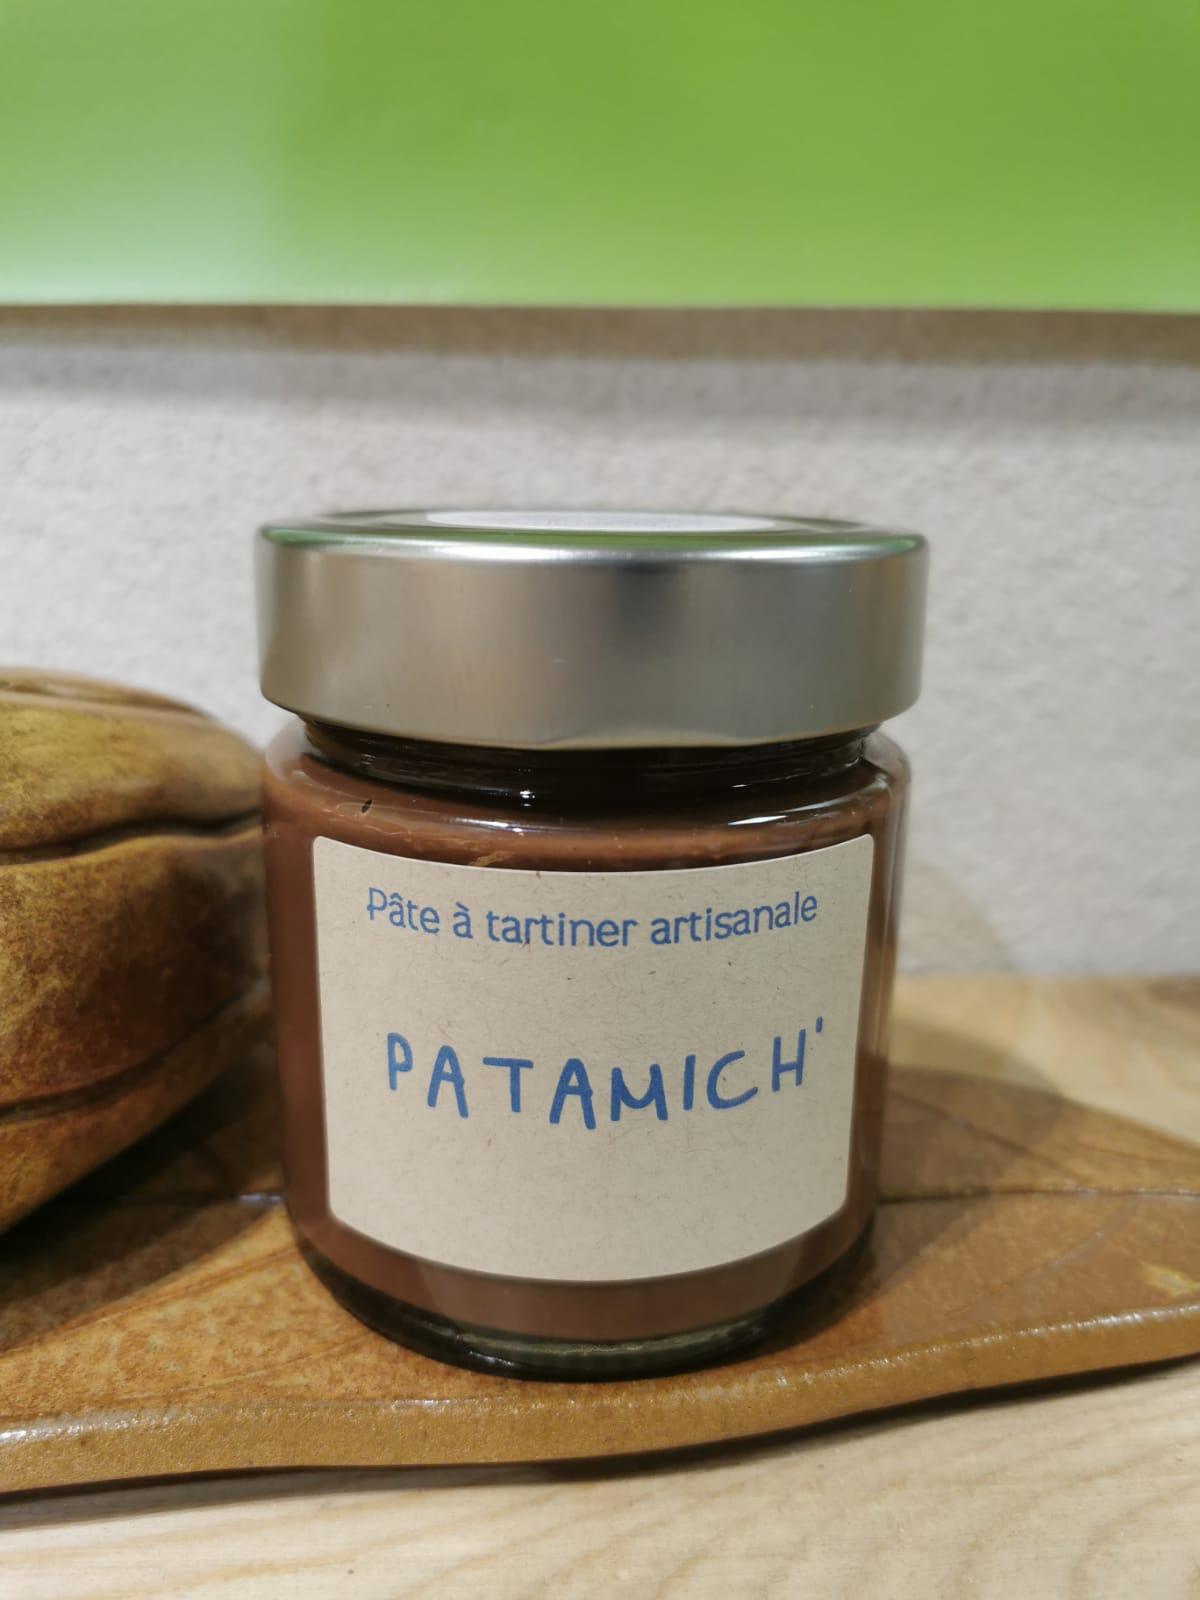 Pâte à tartiner artisanale
PATAMICH'